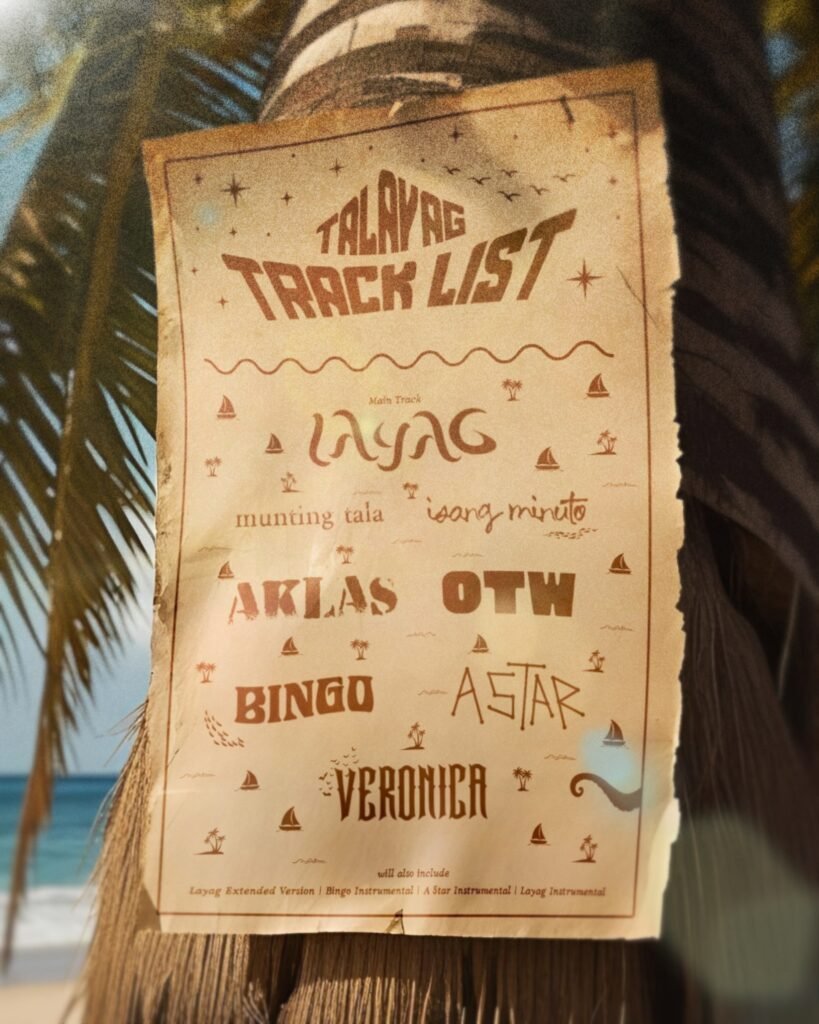 TALAYAG
TRACK LIST
Main Track
LAYAG
munting tala
isang minuto
AKLAS
OTW
BINGO
A STAR
VERONICA
will also include
Layag Extended Version | Bingo Instrumental | A Star Instrumental | Layag Instrumental